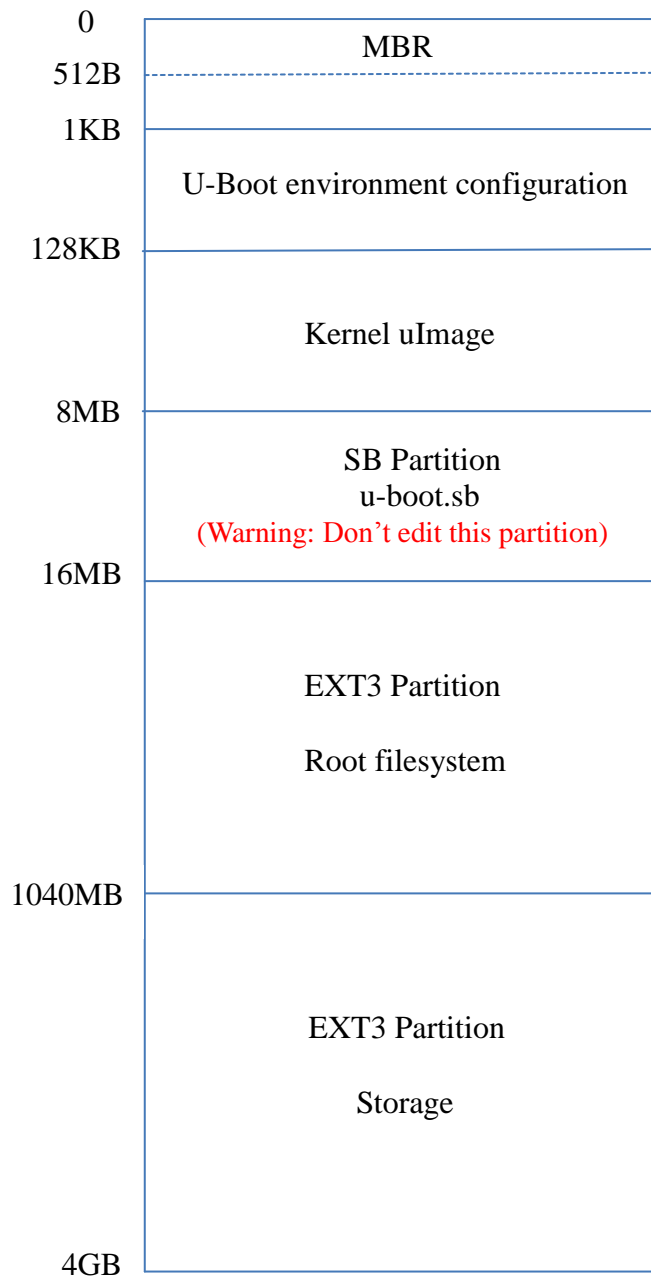 0
MBR
512B
1KB
U-Boot environment configuration
128KB
Kernel uImage
8MB
SB Partition
u-boot.sb
(Warning: Don’t edit this partition)
16MB
EXT3 Partition
Root filesystem
1040MB
EXT3 Partition
Storage
4GB